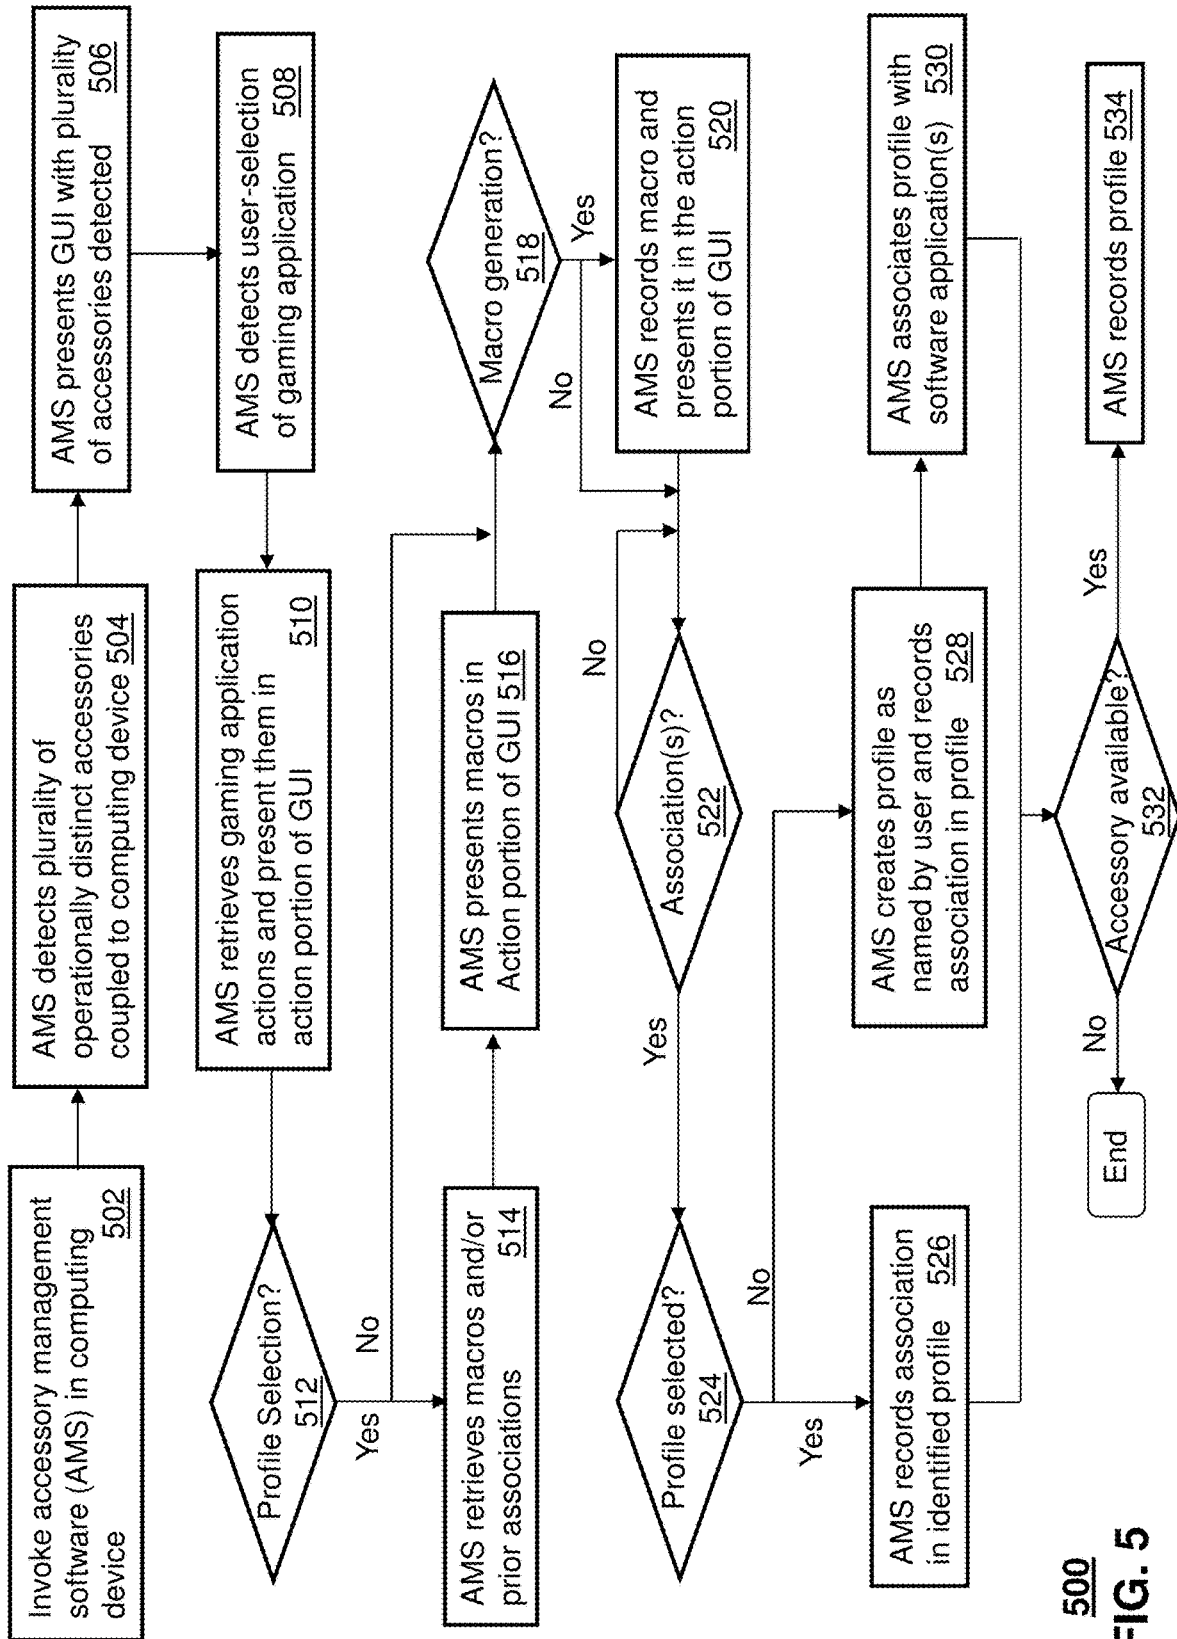 Invoke accessory management
software (AMS) in computing
device 502
AMS detects plurality of
operationally distinct accessories
coupled to computing device 504
AMS presents GUI with plurality
of accessories detected 506
AMS detects user-selection
of gaming application 508
AMS retrieves gaming application
actions and present them in
action portion of GUI 510
Profile Selection?
512
Yes
No
AMS retrieves macros and/or
prior associations 514
AMS presents macros in
Action portion of GUI 516
Macro generation?
518
Yes
No
AMS records macro and
presents it in the action
portion of GUI 520
Association(s)?
522
No
Yes
Profile selected?
524
No
Yes
AMS records association
in identified profile 526
AMS creates profile as
named by user and records
association in profile 528
AMS associates profile with
software application(s) 530
Accessory available?
532
No
Yes
End
AMS records profile 534
500
FIG. 5